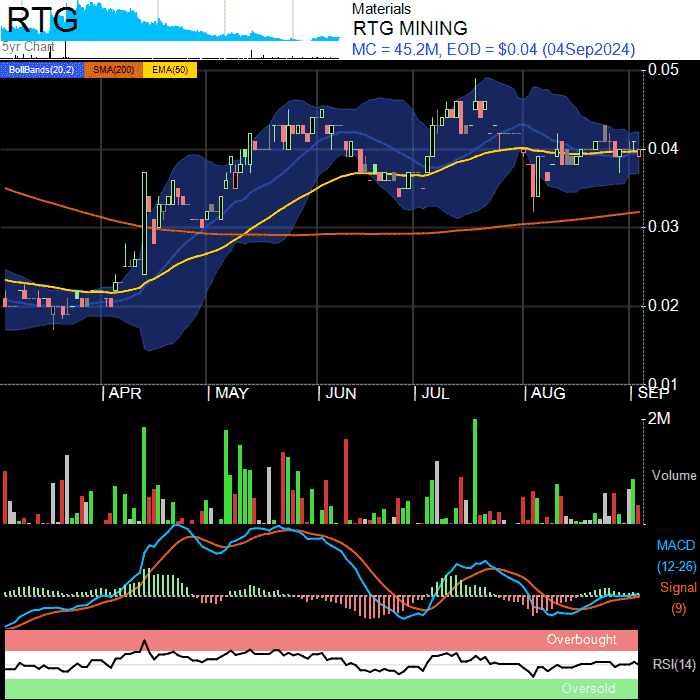 RTG
5yr Chart
Materials
RTG MINING
MC = 45.2M, EOD = $0.04 (04Sep2024)
BollBands(20,2) SMA(200) EMA(50)
0.05
0.04
0.03
0.02
0.01
APR MAY JUN JUL AUG SEP
2M
Volume
MACD
(12-26)
Signal
(9)
Overbought
RSI(14)
Oversold